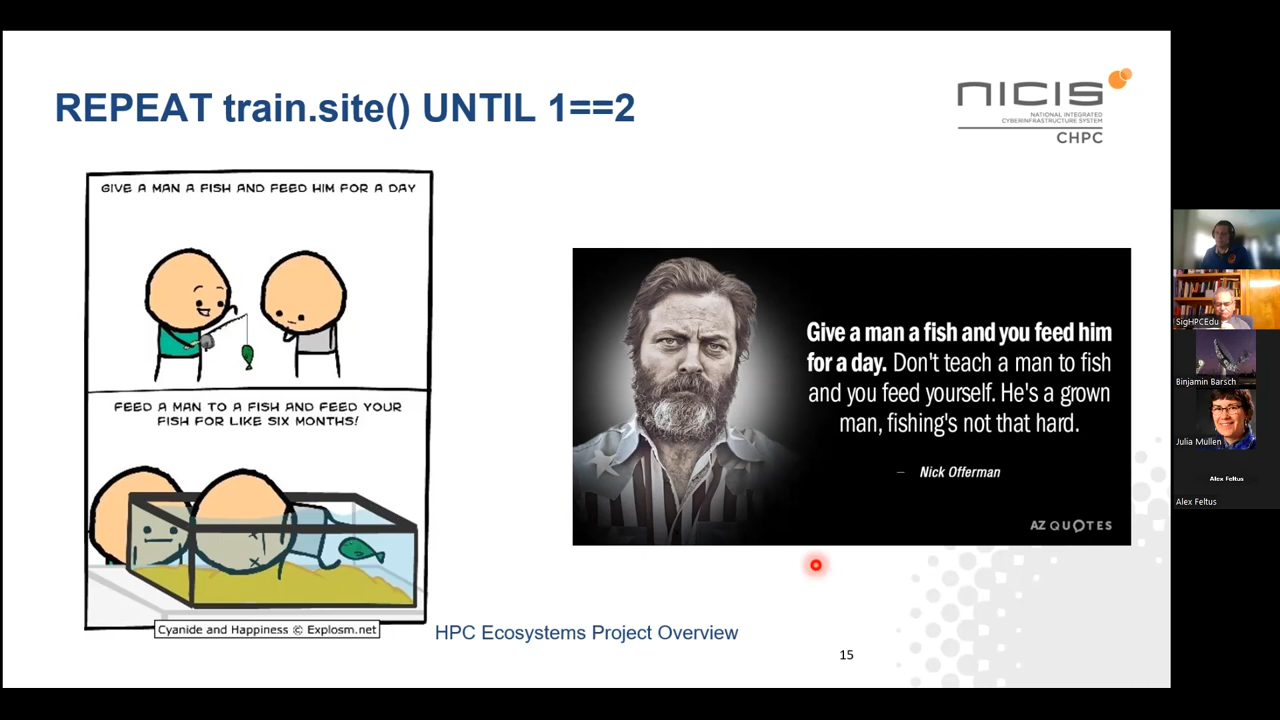 REPEAT train.site() UNTIL 1==2
NICIS
NATIONAL INTEGRATED
CYBERINFRASTRUCTURE SYSTEM
CHPC
GIVE A MAN A FISH AND FEED HIM FOR A DAY
FEED A MAN TO A FISH AND FEED YOUR
FISH FOR LIKE SIX MONTHS!
Cyanide and Happiness © Explosm.net
Give a man a fish and you feed him
for a day. Don't teach a man to fish
and you feed yourself. He's a grown
man, fishing's not that hard.
— Nick Offerman
AZ QUOTES
HPC Ecosystems Project Overview
15
SigHPCEdu
Binjamin Barsch
Julia Mullen
Alex Feltus
Alex Feltus